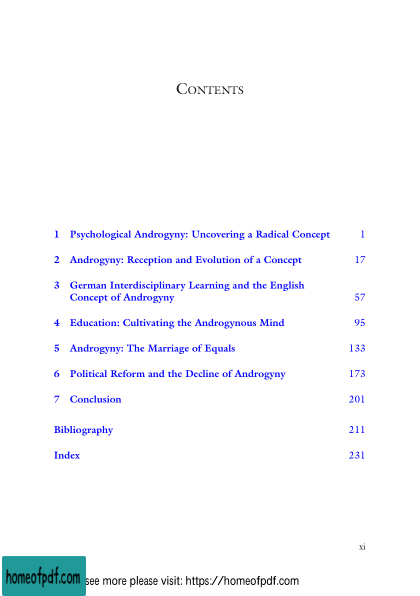 CONTENTS
1 Psychological Androgyny: Uncovering a Radical Concept 1
2 Androgyny: Reception and Evolution of a Concept 17
3 German Interdisciplinary Learning and the English
Concept of Androgyny 57
4 Education: Cultivating the Androgynous Mind 95
5 Androgyny: The Marriage of Equals 133
6 Political Reform and the Decline of Androgyny 173
7 Conclusion 201
Bibliography 211
Index 231
xi
homeofpdf.com see more please visit: https://homeofpdf.com